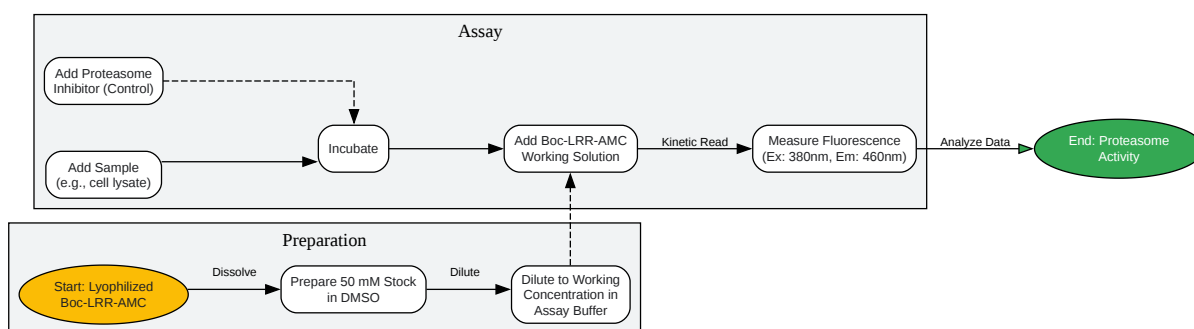 Assay
Add Proteasome
Inhibitor (Control)
Add Sample
(e.g., cell lysate)
Incubate
Add Boc-LRR-AMC
Working Solution
Kinetic Read
Measure Fluorescence
(Ex: 380nm, Em: 460nm)
Analyze Data
End: Proteasome
Activity
Preparation
Start: Lyophilized
Boc-LRR-AMC
Dissolve
Prepare 50 mM Stock
in DMSO
Dilute
Dilute to Working
Concentration in
Assay Buffer